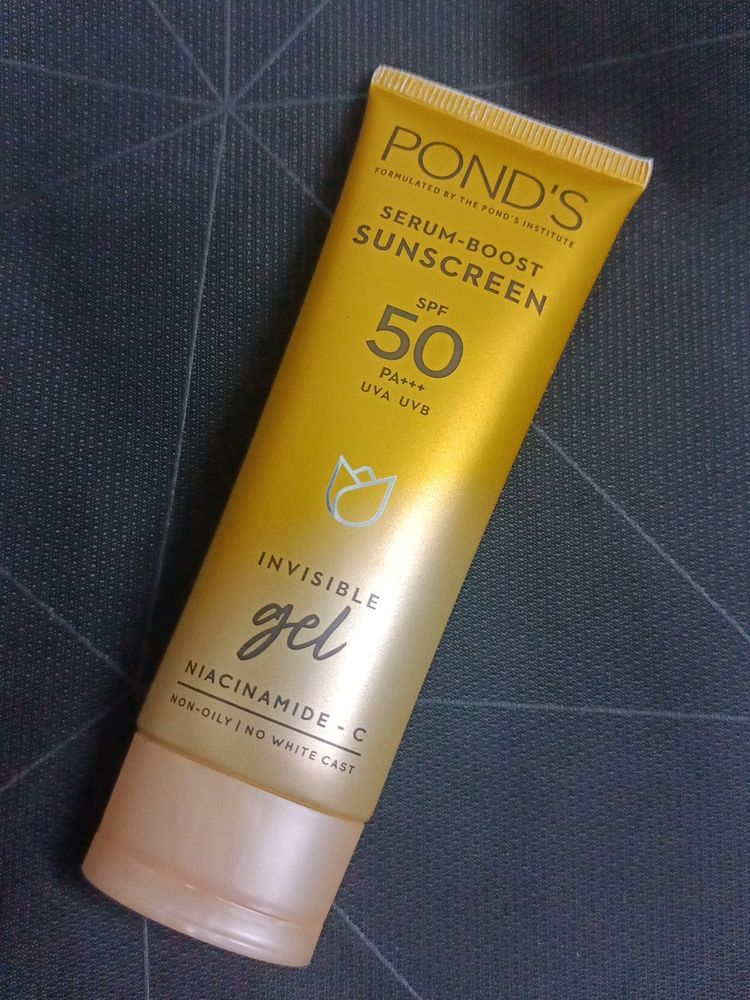 POND'S
FORMULATED BY THE POND'S INSTITUTE
SERUM-BOOST
SUNSCREEN
SPF
50
PA+++
UVA UVB
INVISIBLE
gel
NIACINAMIDE - C
NON-OILY | NO WHITE CAST